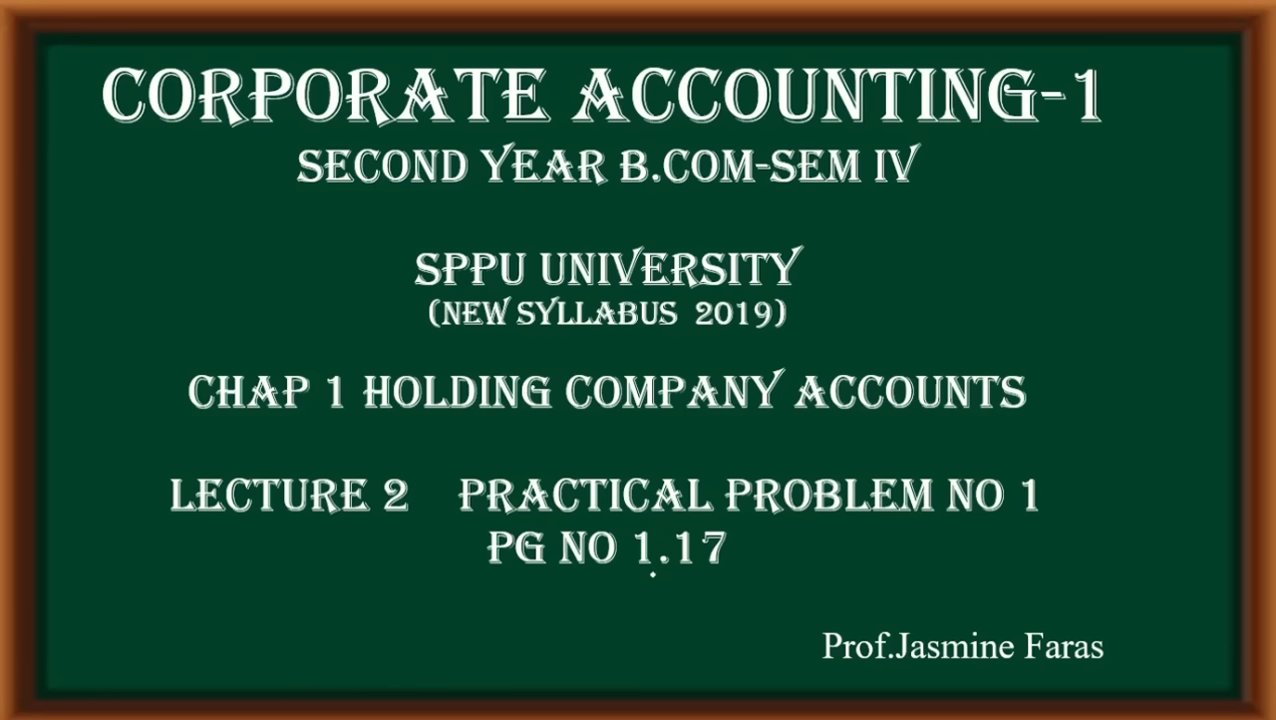 CORPORATE ACCOUNTING-1
SECOND YEAR B.COM-SEM IV
SPPU UNIVERSITY
(NEW SYLLABUS 2019)
CHAP 1 HOLDING COMPANY ACCOUNTS
LECTURE 2 PRACTICAL PROBLEM NO 1
PG NO 1.17
Prof.Jasmine Faras